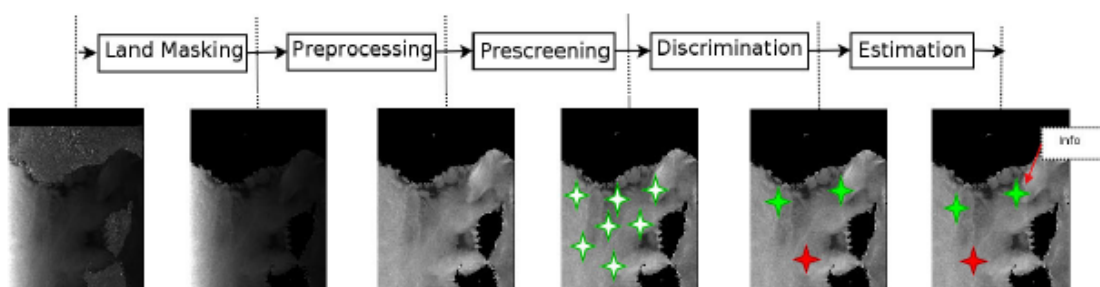 Land Masking
Preprocessing
Prescreening
Discrimination
Estimation
Info